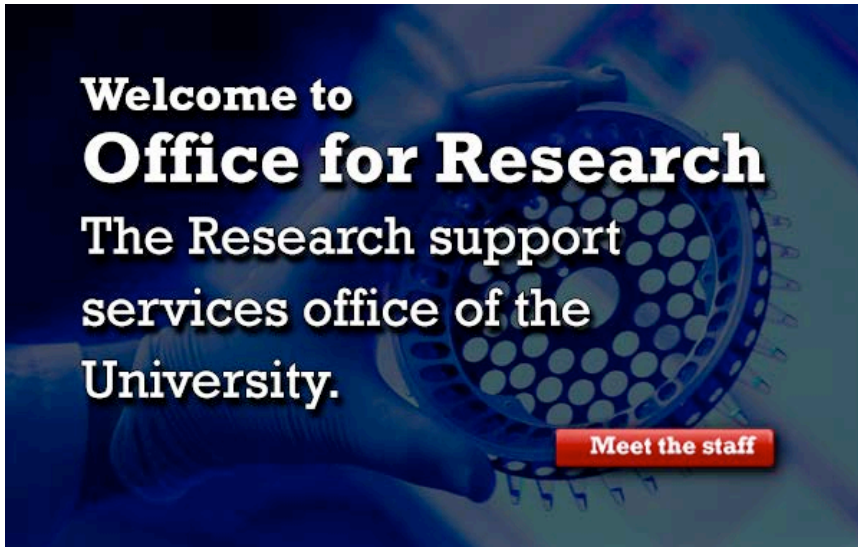 Welcome to
Office for Research
The Research support
services office of the
University.
Meet the staff